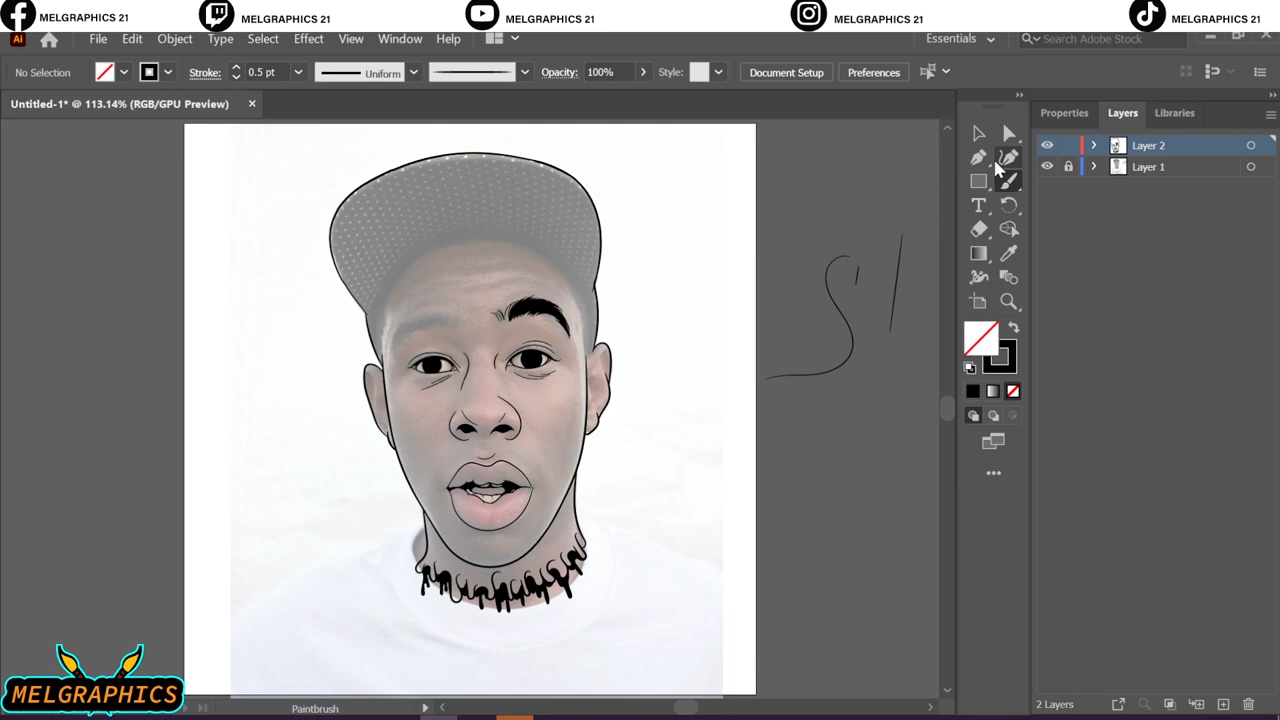 MELGRAPHICS 21 MELGRAPHICS 21 MELGRAPHICS 21 MELGRAPHICS 21 MELGRAPHICS 21
Ai File Edit Object Type Select Effect View Window Help Essentials Search Adobe Stock
No Selection Stroke: 0.5 pt Uniform Opacity: 100% Style: Document Setup Preferences
Untitled-1* @ 113.14% (RGB/GPU Preview)
Properties Layers Libraries
Layer 2
Layer 1
MELGRAPHICS
Paintbrush
2 Layers